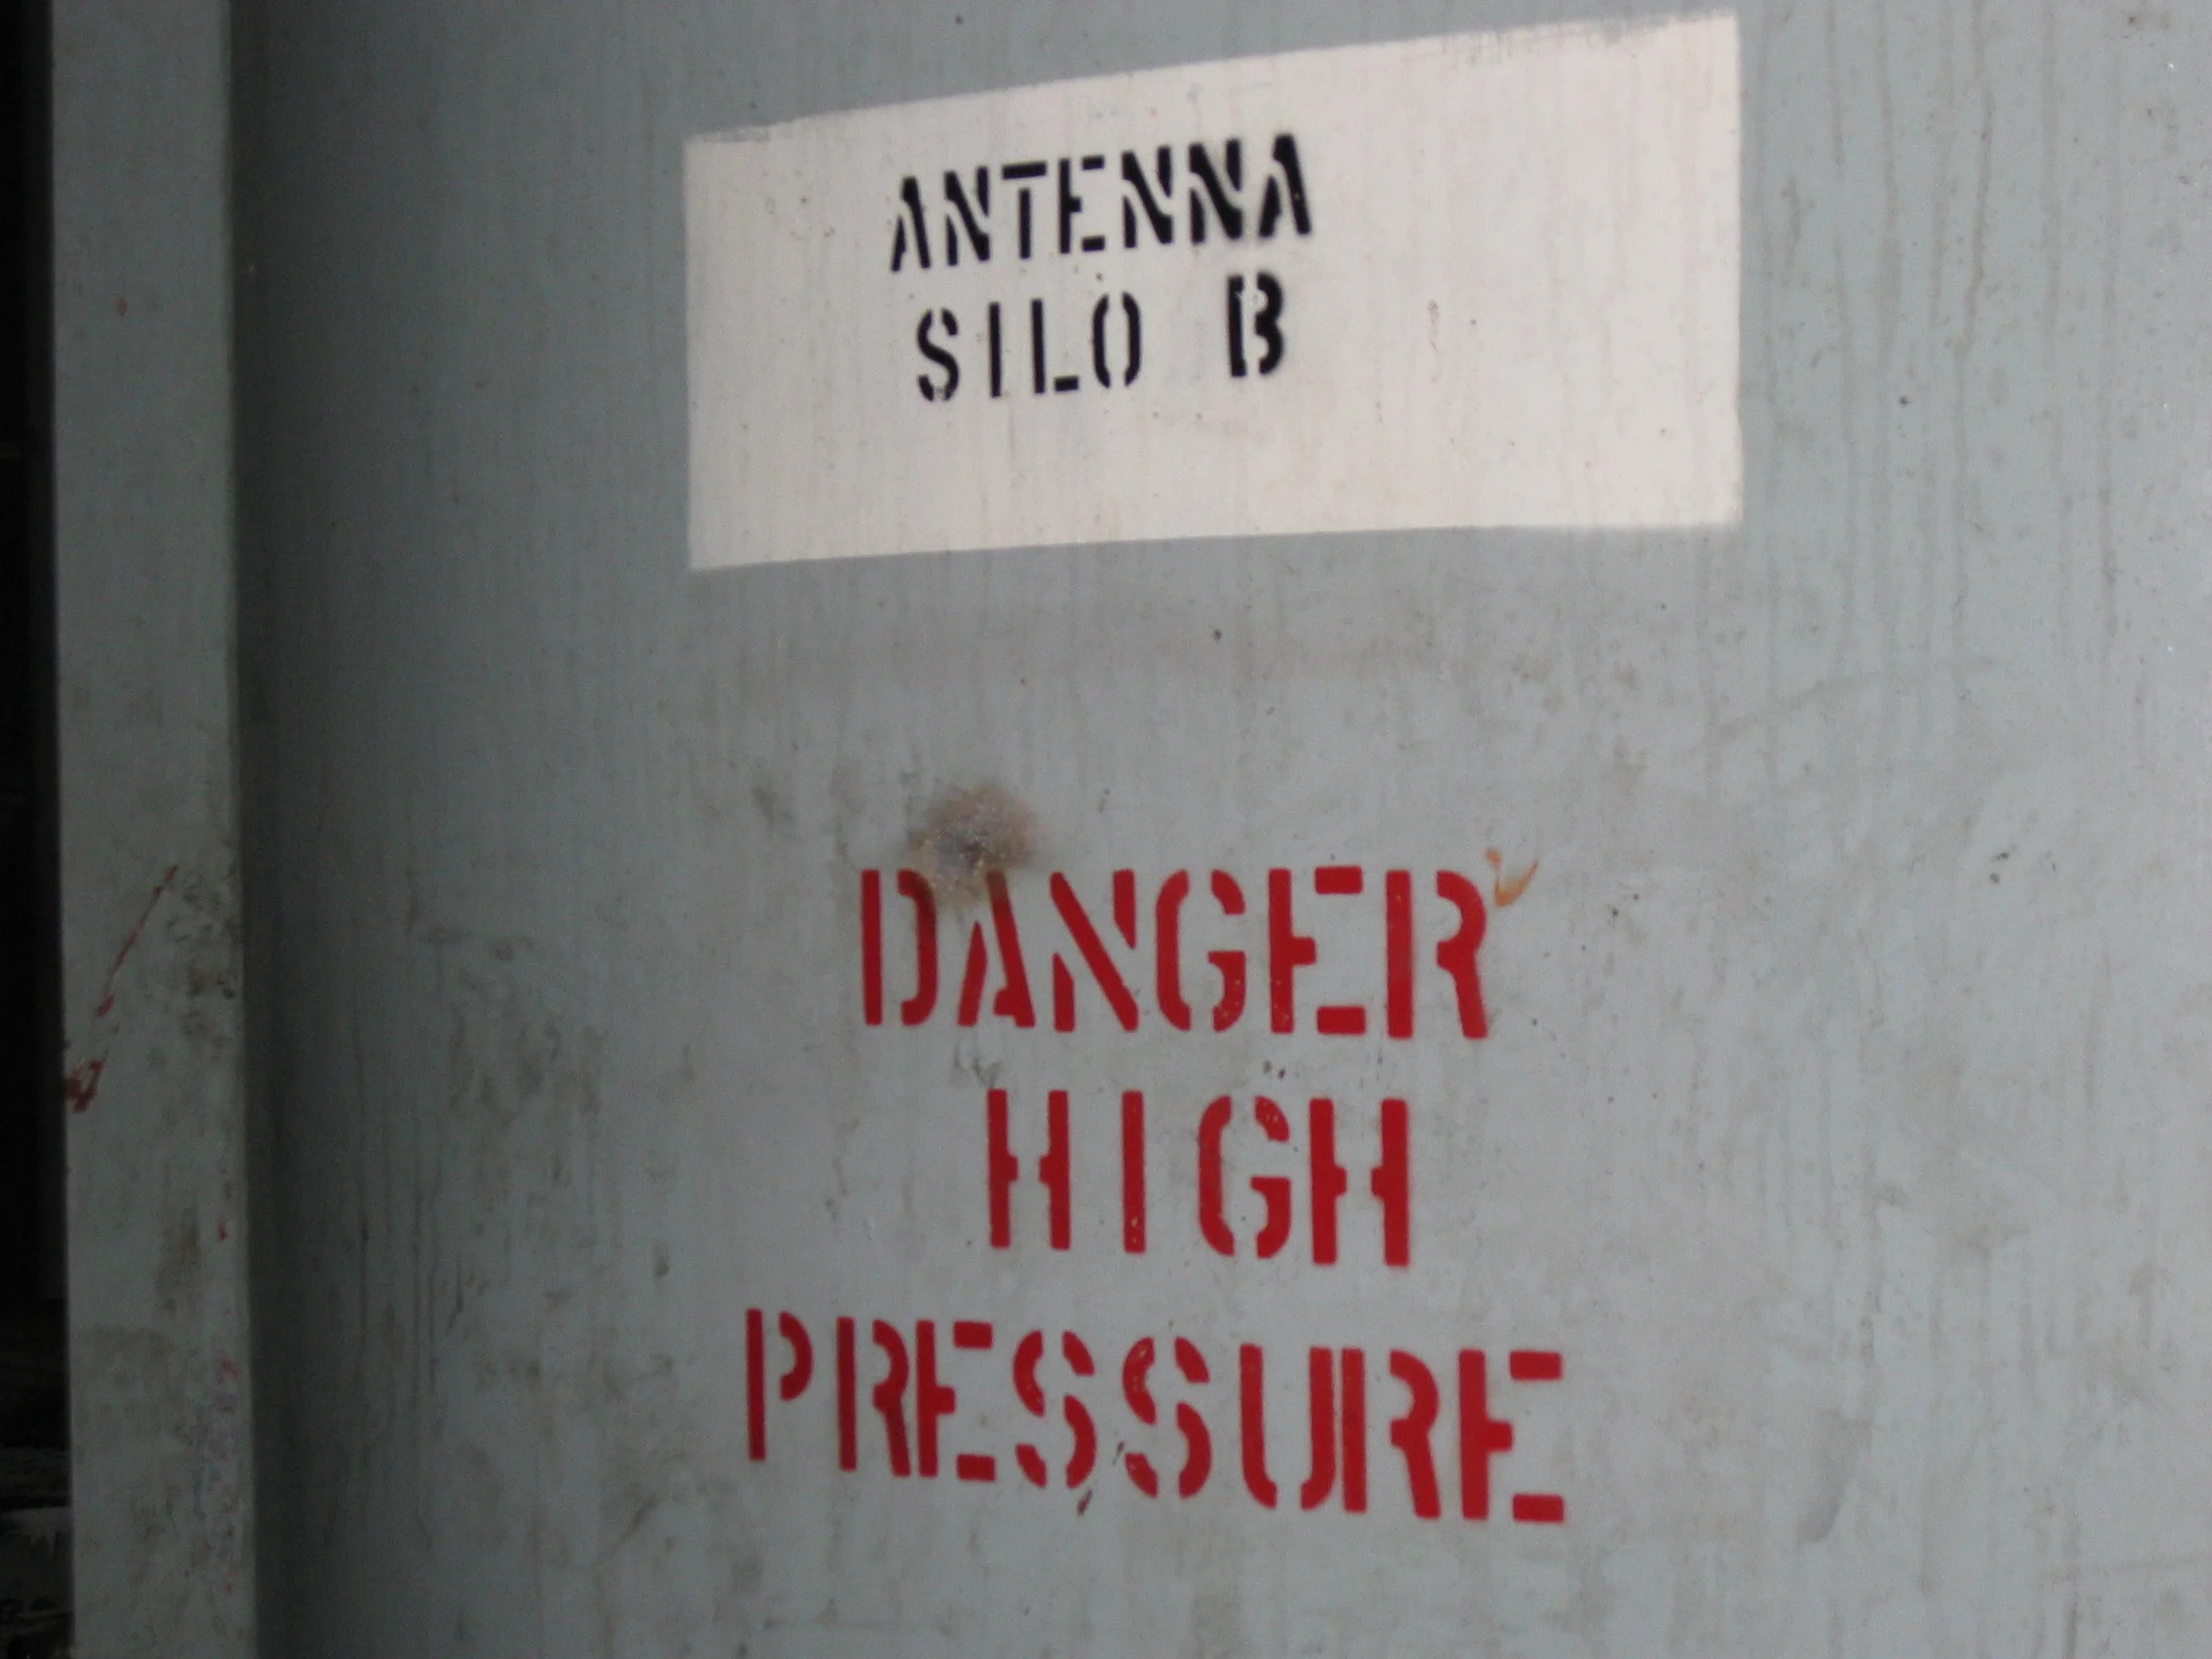 ANTENNA
SILO B
DANGER
HIGH
PRESSURE